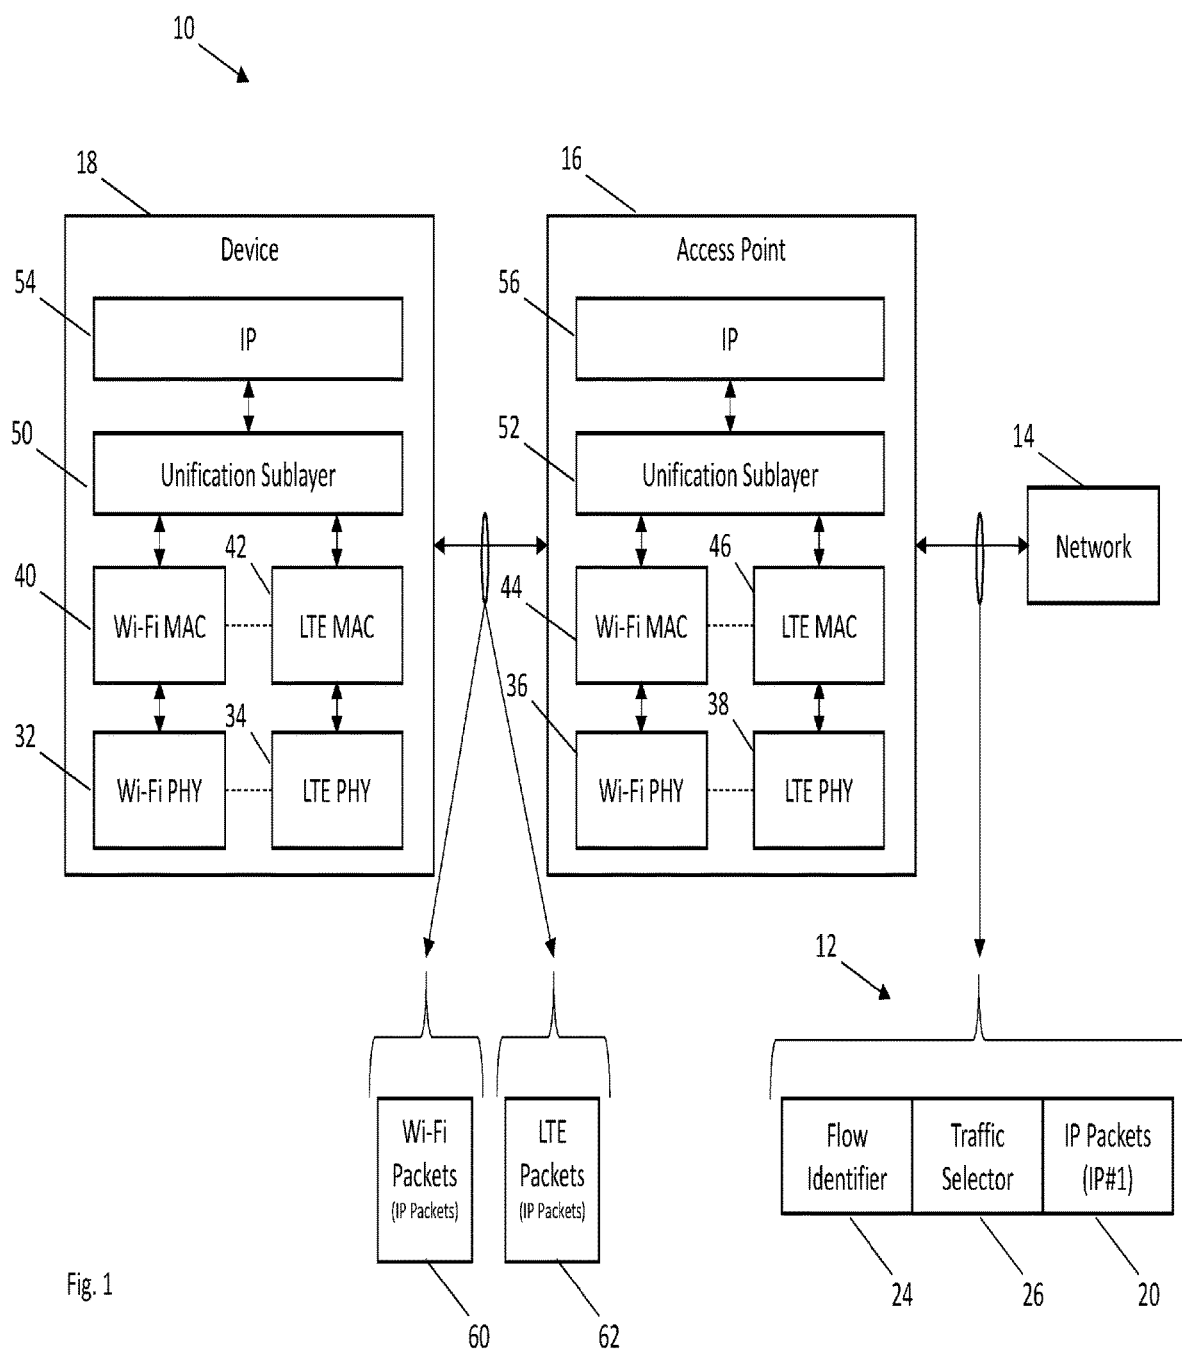 10
18
16
Device
Access Point
54
56
IP
IP
50
52
14
Unification Sublayer
Unification Sublayer
Network
42
46
40
44
Wi-Fi MAC
LTE MAC
Wi-Fi MAC
LTE MAC
32
34
36
38
Wi-Fi PHY
LTE PHY
Wi-Fi PHY
LTE PHY
12
Wi-Fi
Packets
(IP Packets)
LTE
Packets
(IP Packets)
Flow
Identifier
Traffic
Selector
IP Packets
(IP#1)
Fig. 1
60
62
24
26
20